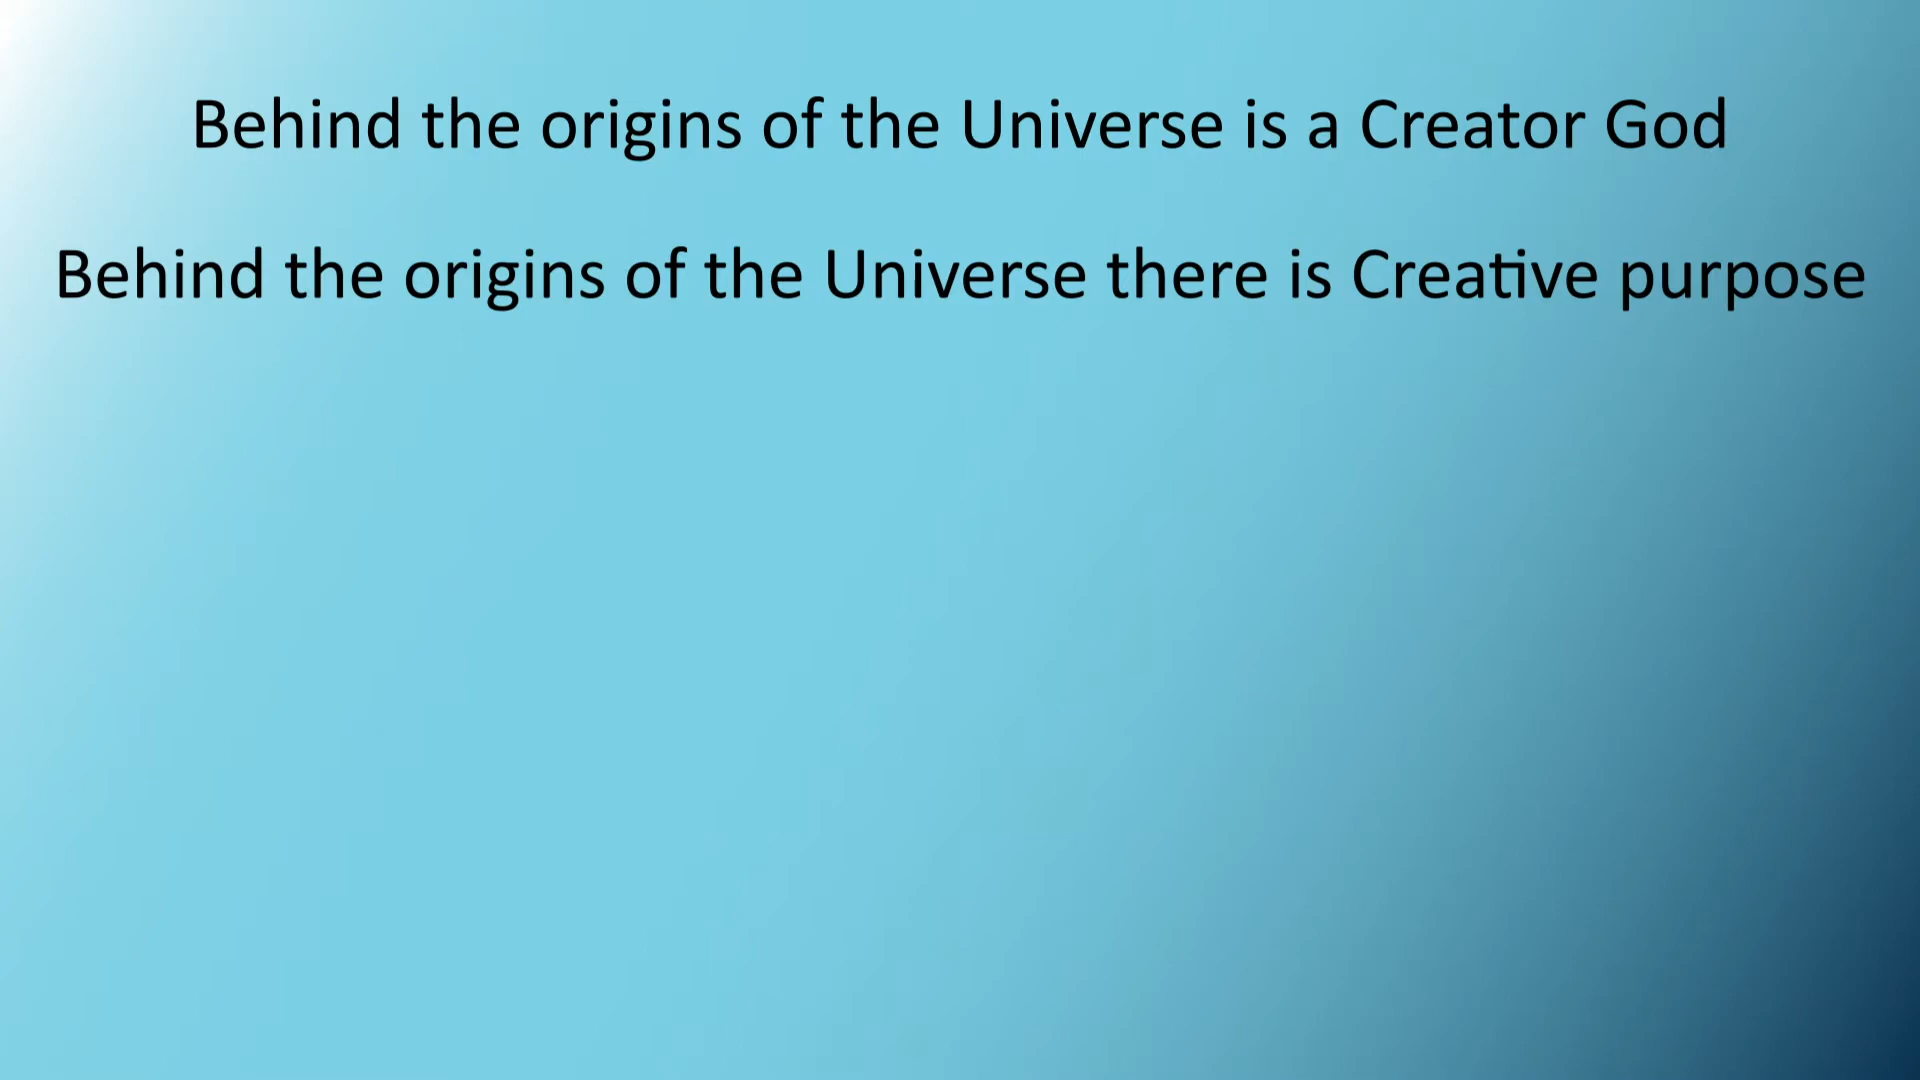 Behind the origins of the Universe is a Creator God
Behind the origins of the Universe there is Creative purpose